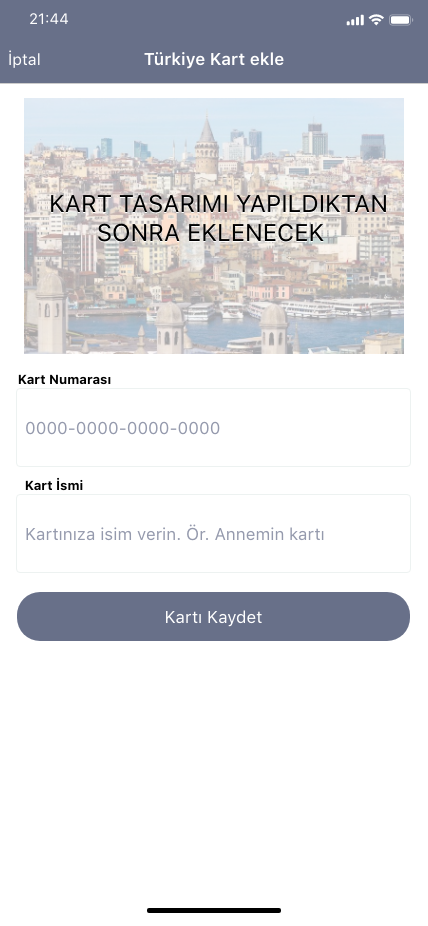 21:44
İptal
Türkiye Kart ekle
KART TASARIMI YAPILDIKTAN
SONRA EKLENECEK
Kart Numarası
0000-0000-0000-0000
Kart İsmi
Kartınıza isim verin. Ör. Annemin kartı
Kartı Kaydet